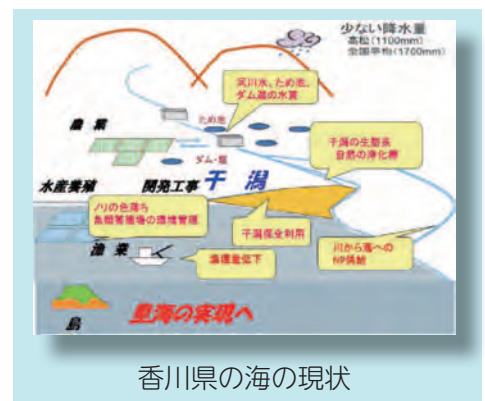 少ない降水量
高松(1100mm)
全国平均(1700mm)
河川水、ため池、
ダム湖の水質
ため池
農 業
干潟の生態系
自然の浄化槽
ダム・堰
水産養殖
開発工事
干 潟
ノリの色落ち
魚類養殖場の環境管理
干潟保全利用
川から海への
NP供給
漁 業
漁獲量低下
島
里海の実現へ
香川県の海の現状